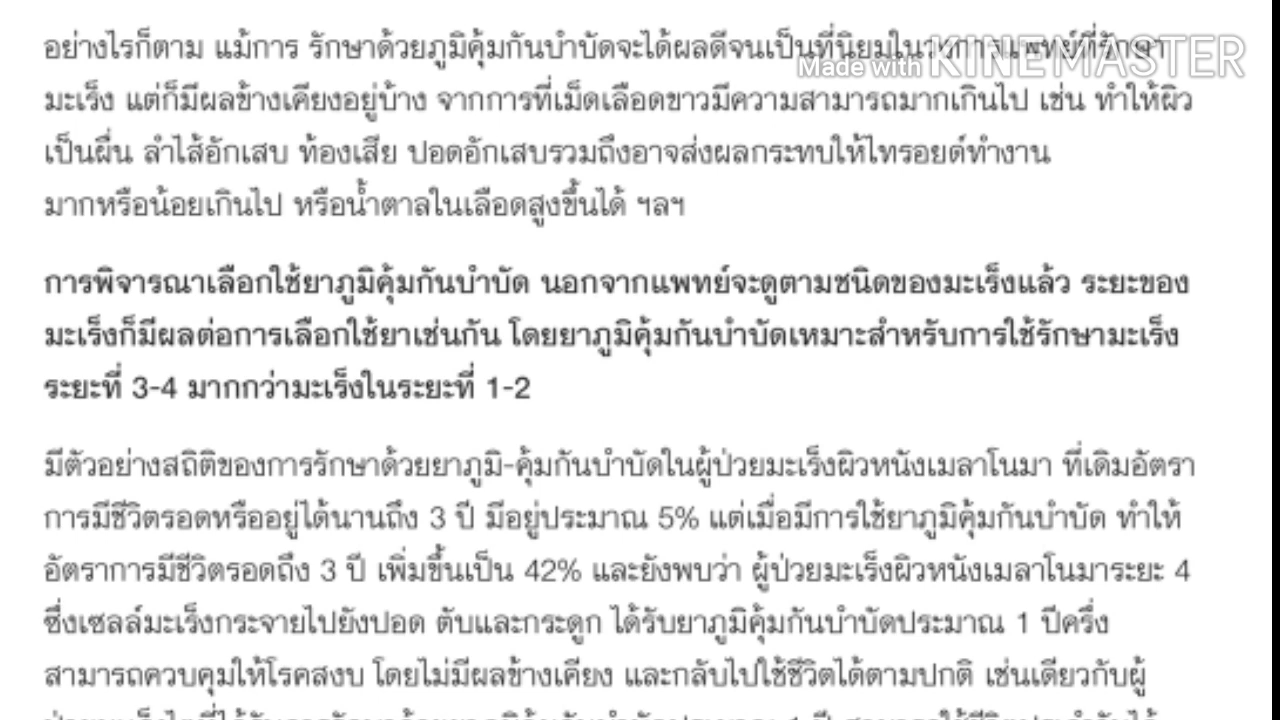 อย่างไรก็ตาม แม้การ รักษาด้วยภูมิคุ้มกันบำบัดจะได้ผลดีจนเป็นที่นิยมในวงการแพทย์ที่รักษา
Made with KINEMASTER
มะเร็ง แต่ก็มีผลข้างเคียงอยู่บ้าง จากการที่เม็ดเลือดขาวมีความสามารถมากเกินไป เช่น ทำให้ผิว
เป็นผื่น ลำไส้อักเสบ ท้องเสีย ปอดอักเสบรวมถึงอาจส่งผลกระทบให้ไทรอยด์ทำงาน
มากหรือน้อยเกินไป หรือน้ำตาลในเลือดสูงขึ้นได้ ฯลฯ
การพิจารณาเลือกใช้ยาภูมิคุ้มกันบำบัด นอกจากแพทย์จะดูตามชนิดของมะเร็งแล้ว ระยะของ
มะเร็งก็มีผลต่อการเลือกใช้ยาเช่นกัน โดยยาภูมิคุ้มกันบำบัดเหมาะสำหรับการใช้รักษามะเร็ง
ระยะที่ 3-4 มากกว่ามะเร็งในระยะที่ 1-2
มีตัวอย่างสถิติของการรักษาด้วยยาภูมิ-คุ้มกันบำบัดในผู้ป่วยมะเร็งผิวหนังเมลาโนมา ที่เดิมอัตรา
การมีชีวิตรอดหรืออยู่ได้นานถึง 3 ปี มีอยู่ประมาณ 5% แต่เมื่อมีการใช้ยาภูมิคุ้มกันบำบัด ทำให้
อัตราการมีชีวิตรอดถึง 3 ปี เพิ่มขึ้นเป็น 42% และยังพบว่า ผู้ป่วยมะเร็งผิวหนังเมลาโนมาระยะ 4
ซึ่งเซลล์มะเร็งกระจายไปยังปอด ตับและกระดูก ได้รับยาภูมิคุ้มกันบำบัดประมาณ 1 ปีครึ่ง
สามารถควบคุมให้โรคสงบ โดยไม่มีผลข้างเคียง และกลับไปใช้ชีวิตได้ตามปกติ เช่นเดียวกับผู้